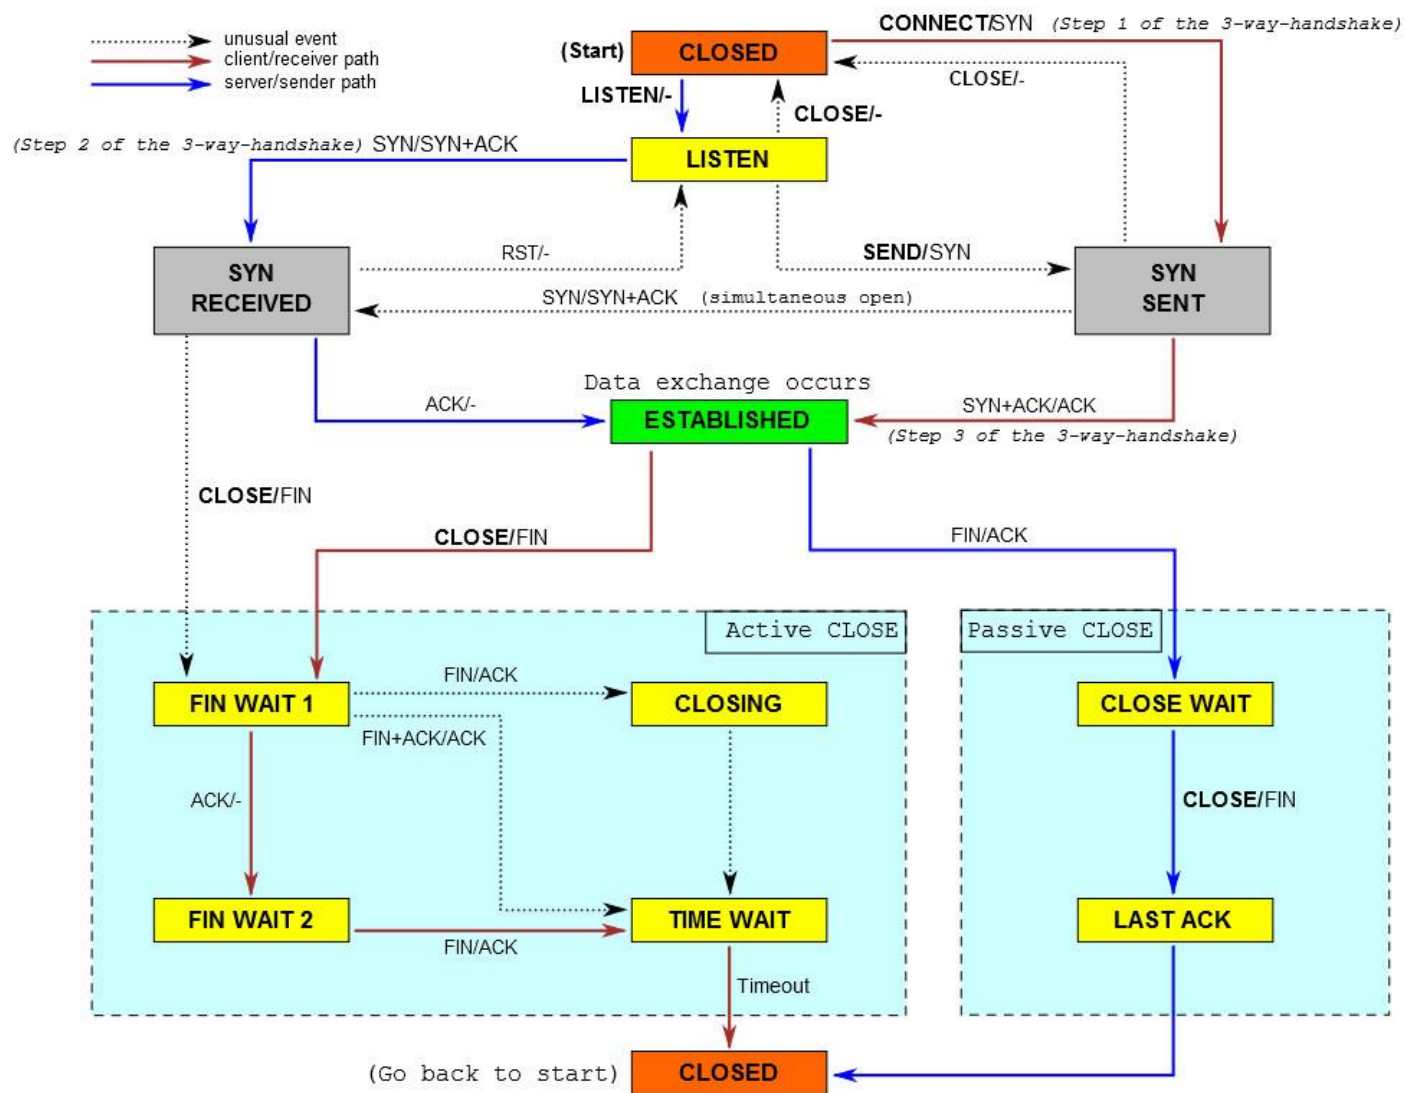 unusual event
client/receiver path
server/sender path
(Start)
CLOSED
CONNECT/SYN (Step 1 of the 3-way-handshake)
CLOSE/-
LISTEN/-
CLOSE/-
(Step 2 of the 3-way-handshake) SYN/SYN+ACK
LISTEN
RST/-
SEND/SYN
SYN
RECEIVED
SYN/SYN+ACK (simultaneous open)
SYN
SENT
Data exchange occurs
ACK/-
ESTABLISHED
SYN+ACK/ACK
(Step 3 of the 3-way-handshake)
CLOSE/FIN
CLOSE/FIN
FIN/ACK
Active CLOSE
Passive CLOSE
FIN WAIT 1
FIN/ACK
CLOSING
CLOSE WAIT
FIN+ACK/ACK
ACK/-
CLOSE/FIN
FIN WAIT 2
FIN/ACK
TIME WAIT
LAST ACK
Timeout
(Go back to start)
CLOSED